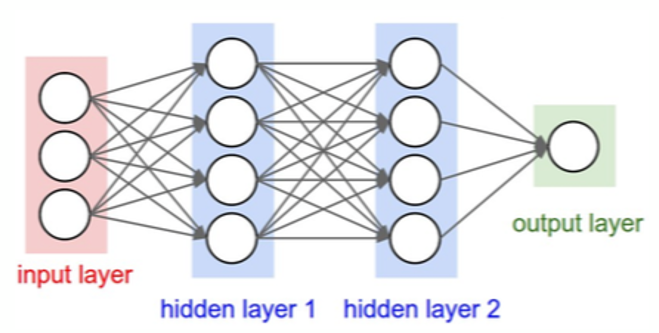 input layer
hidden layer 1
hidden layer 2
output layer